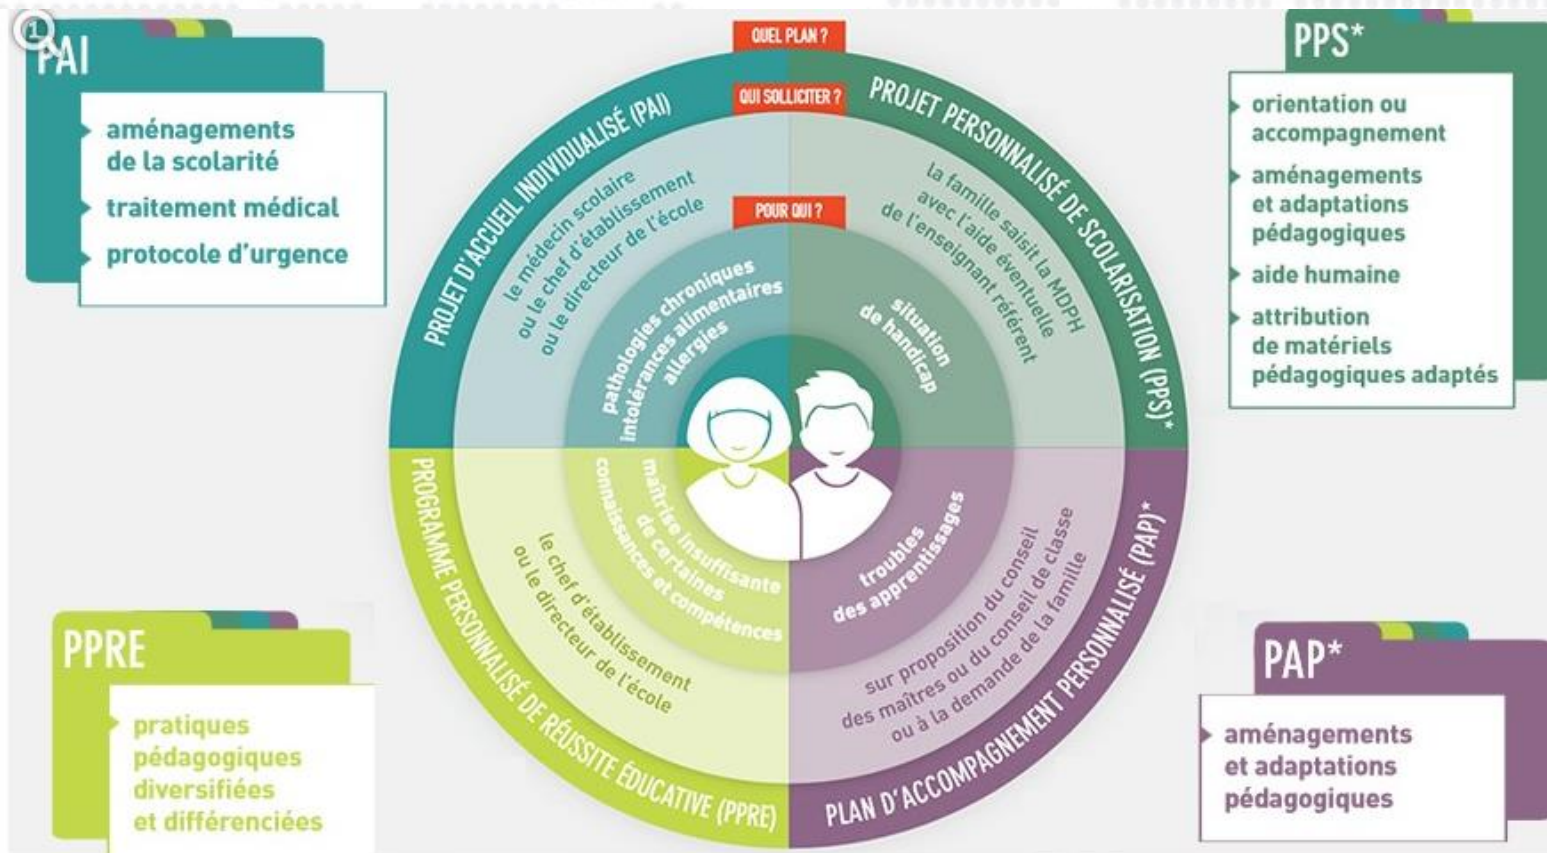 1
PAI
aménagements
de la scolarité
traitement médical
protocole d'urgence
QUEL PLAN ?
QUI SOLLICITER ?
POUR QUI ?
PROJET D'ACCUEIL INDIVIDUALISÉ (PAI)
le médecin scolaire
ou le chef d'établissement
ou le directeur de l'école
pathologies chroniques
intolérances alimentaires
allergies
PROJET PERSONNALISÉ DE SCOLARISATION (PPS)*
la famille saisit la MDPH
avec l'aide éventuelle
de l'enseignant référent
situation
de handicap
PPS*
orientation ou
accompagnement
aménagements
et adaptations
pédagogiques
aide humaine
attribution
de matériels
pédagogiques adaptés
PPRE
pratiques
pédagogiques
diversifiées
et différenciées
PROGRAMME PERSONNALISÉ DE RÉUSSITE ÉDUCATIVE (PPRE)
le chef d'établissement
ou le directeur de l'école
maîtrise insuffisante
de certaines
connaissances et compétences
PLAN D'ACCOMPAGNEMENT PERSONNALISÉ (PAP)*
sur proposition du conseil
des maîtres ou du conseil de classe
ou à la demande de la famille
troubles
des apprentissages
PAP*
aménagements
et adaptations
pédagogiques